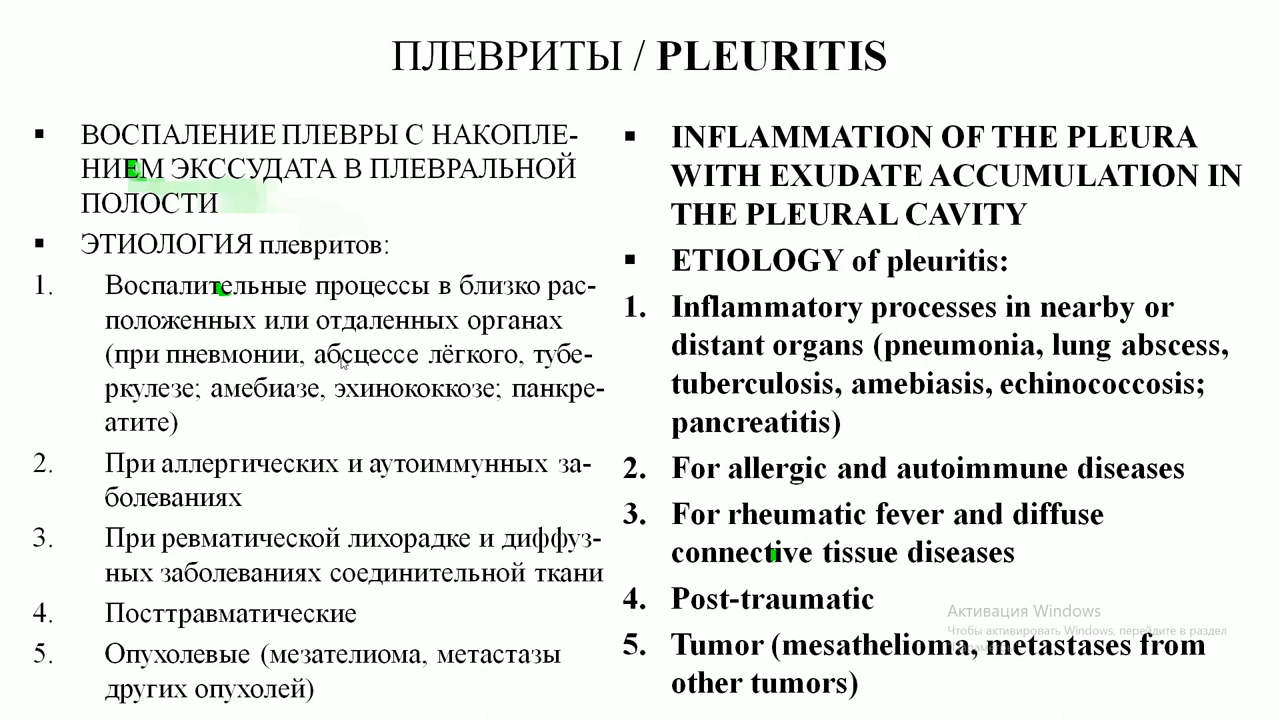 ПЛЕВРИТЫ / PLEURITIS
▪ ВОСПАЛЕНИЕ ПЛЕВРЫ С НАКОПЛЕ-
НИЕМ ЭКССУДАТА В ПЛЕВРАЛЬНОЙ
ПОЛОСТИ
▪ ЭТИОЛОГИЯ плевритов:
1. Воспалительные процессы в близко рас-
положенных или отдаленных органах
(при пневмонии, абсцессе лёгкого, тубе-
ркулезе; амебиазе, эхинококкозе; панкре-
атите)
2. При аллергических и аутоиммунных за-
болеваниях
3. При ревматической лихорадке и диффуз-
ных заболеваниях соединительной ткани
4. Посттравматические
5. Опухолевые (мезателиома, метастазы
других опухолей)
▪ INFLAMMATION OF THE PLEURA
WITH EXUDATE ACCUMULATION IN
THE PLEURAL CAVITY
▪ ETIOLOGY of pleuritis:
1. Inflammatory processes in nearby or
distant organs (pneumonia, lung abscess,
tuberculosis, amebiasis, echinococcosis;
pancreatitis)
2. For allergic and autoimmune diseases
3. For rheumatic fever and diffuse
connective tissue diseases
4. Post-traumatic
5. Tumor (mesathelioma, metastases from
other tumors)
Активация Windows
Чтобы активировать Windows, перейдите в раздел